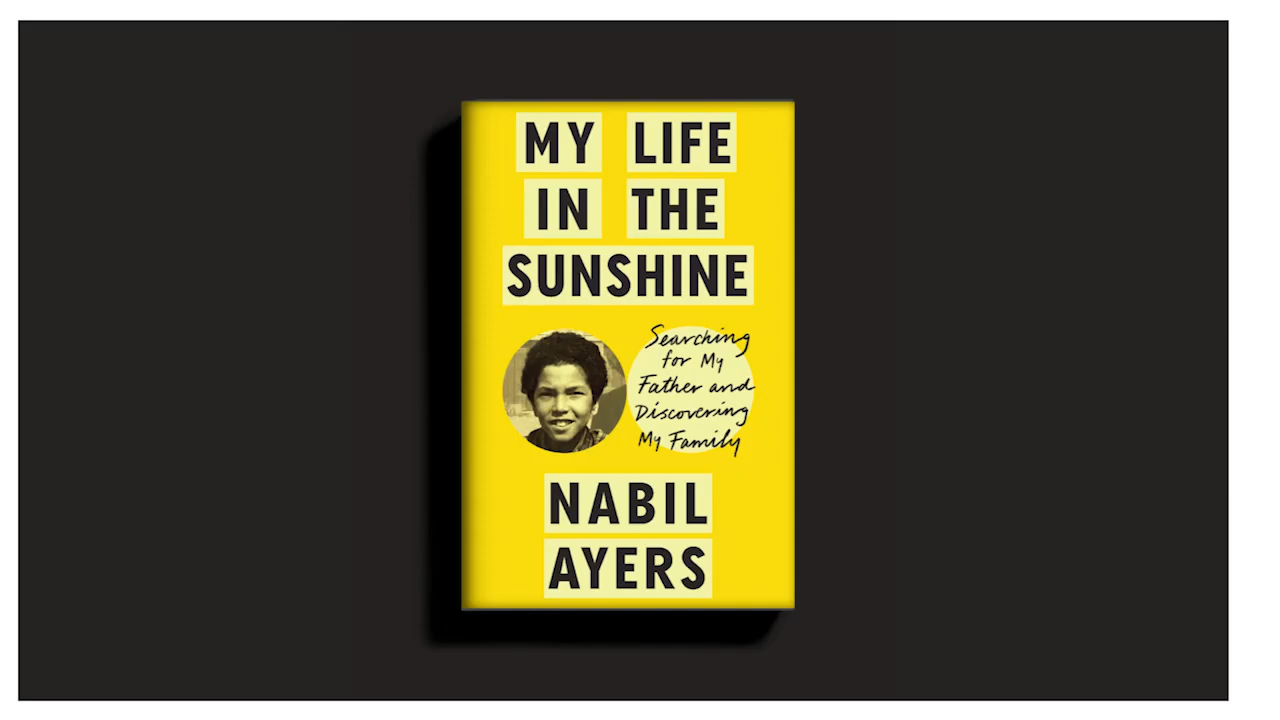 MY LIFE
IN THE
SUNSHINE
Searching
for My
Father and
Discovering
My Family
NABIL
AYERS